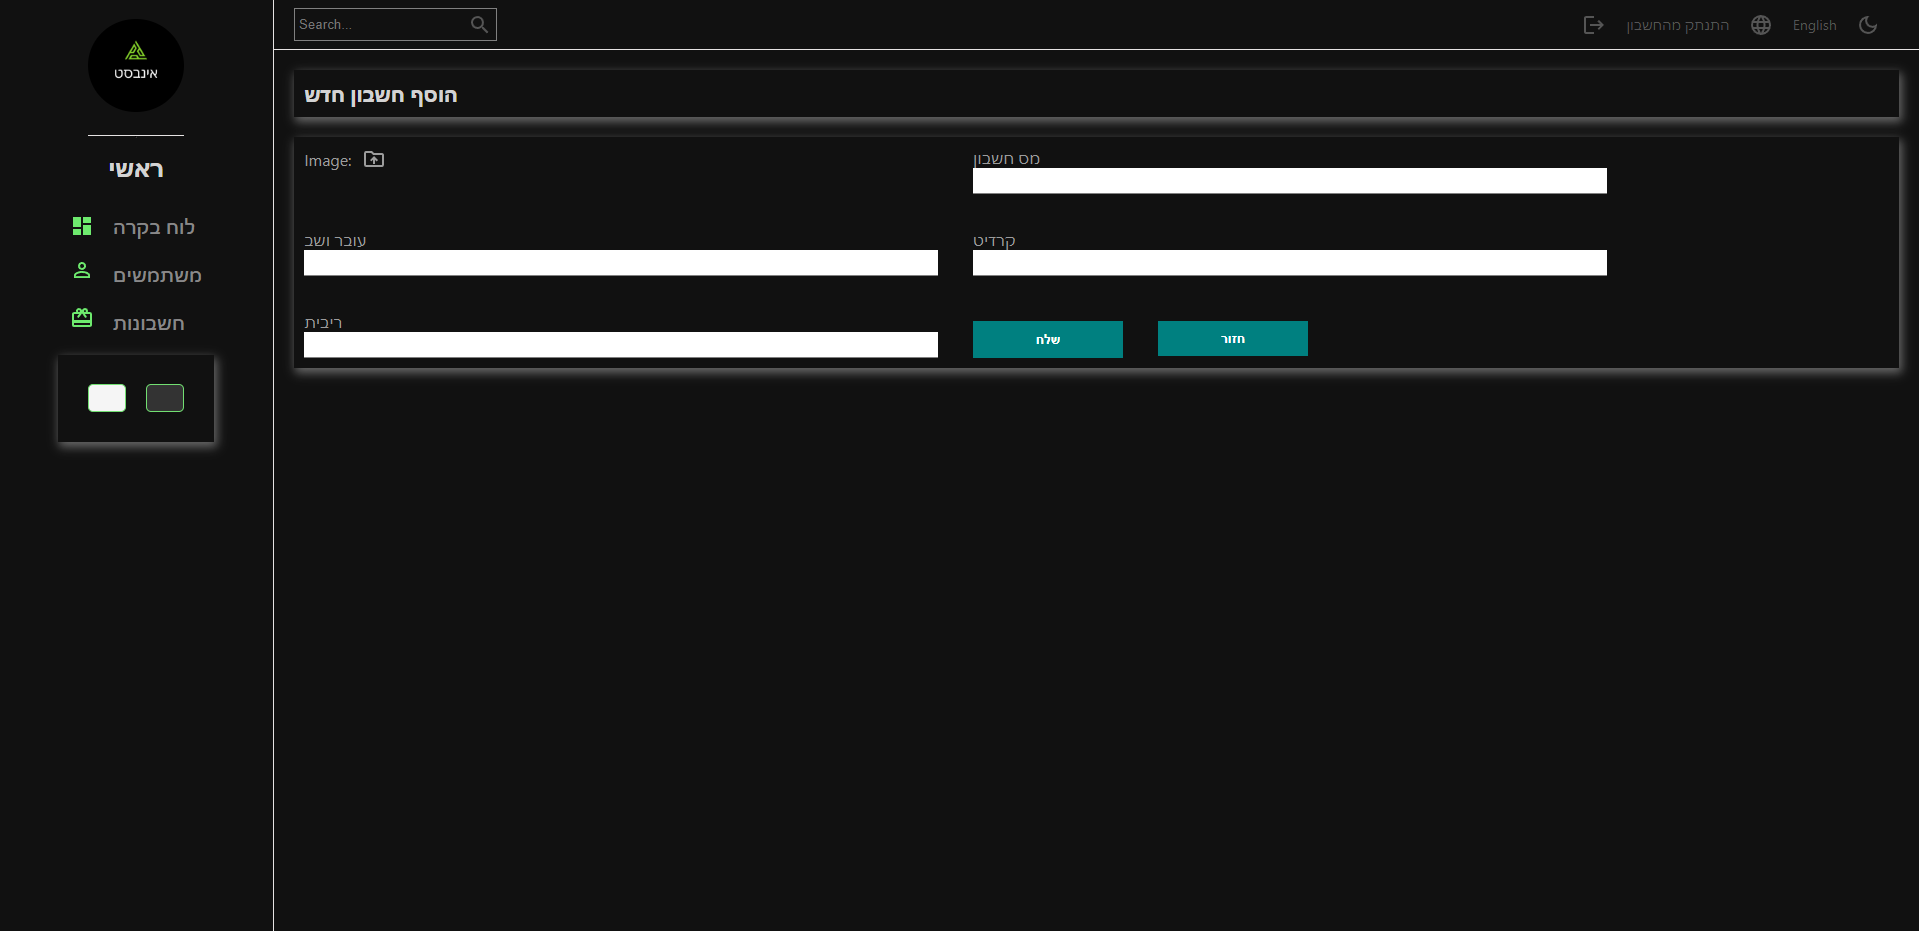 אינבסט
ראשי
לוח בקרה
משתמשים
חשבונות
Search...
התנתק מהחשבון
English
הוסף חשבון חדש
Image:
מס חשבון
עובר ושב
קרדיט
ריבית
שלח
חזור